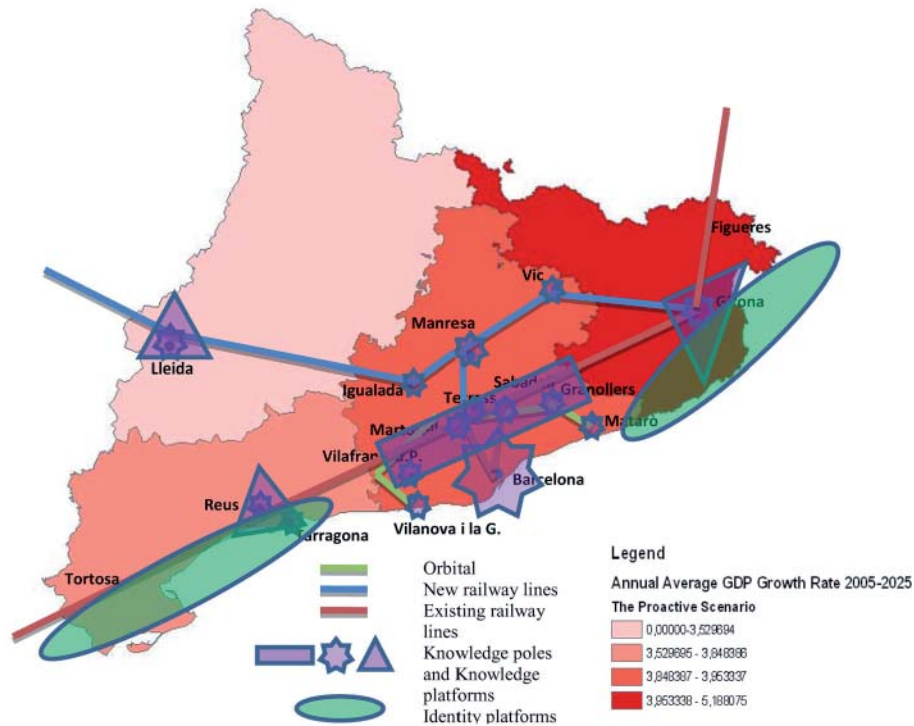 Figueres
Vic
Girona
Manresa
Lleida
Igualada
Granollers
Mataró
Vilafran P.
Barcelona
Reus
Vilanova i la G.
Tarragona
Tortosa
Orbital
New railway lines
Existing railway
lines
Knowledge poles
and Knowledge
platforms
Identity platforms
Legend
Annual Average GDP Growth Rate 2005-2025
The Proactive Scenario
0,00000-3,529694
3,529695 - 3,848386
3,848387 - 3,953337
3,953338 - 5,188075